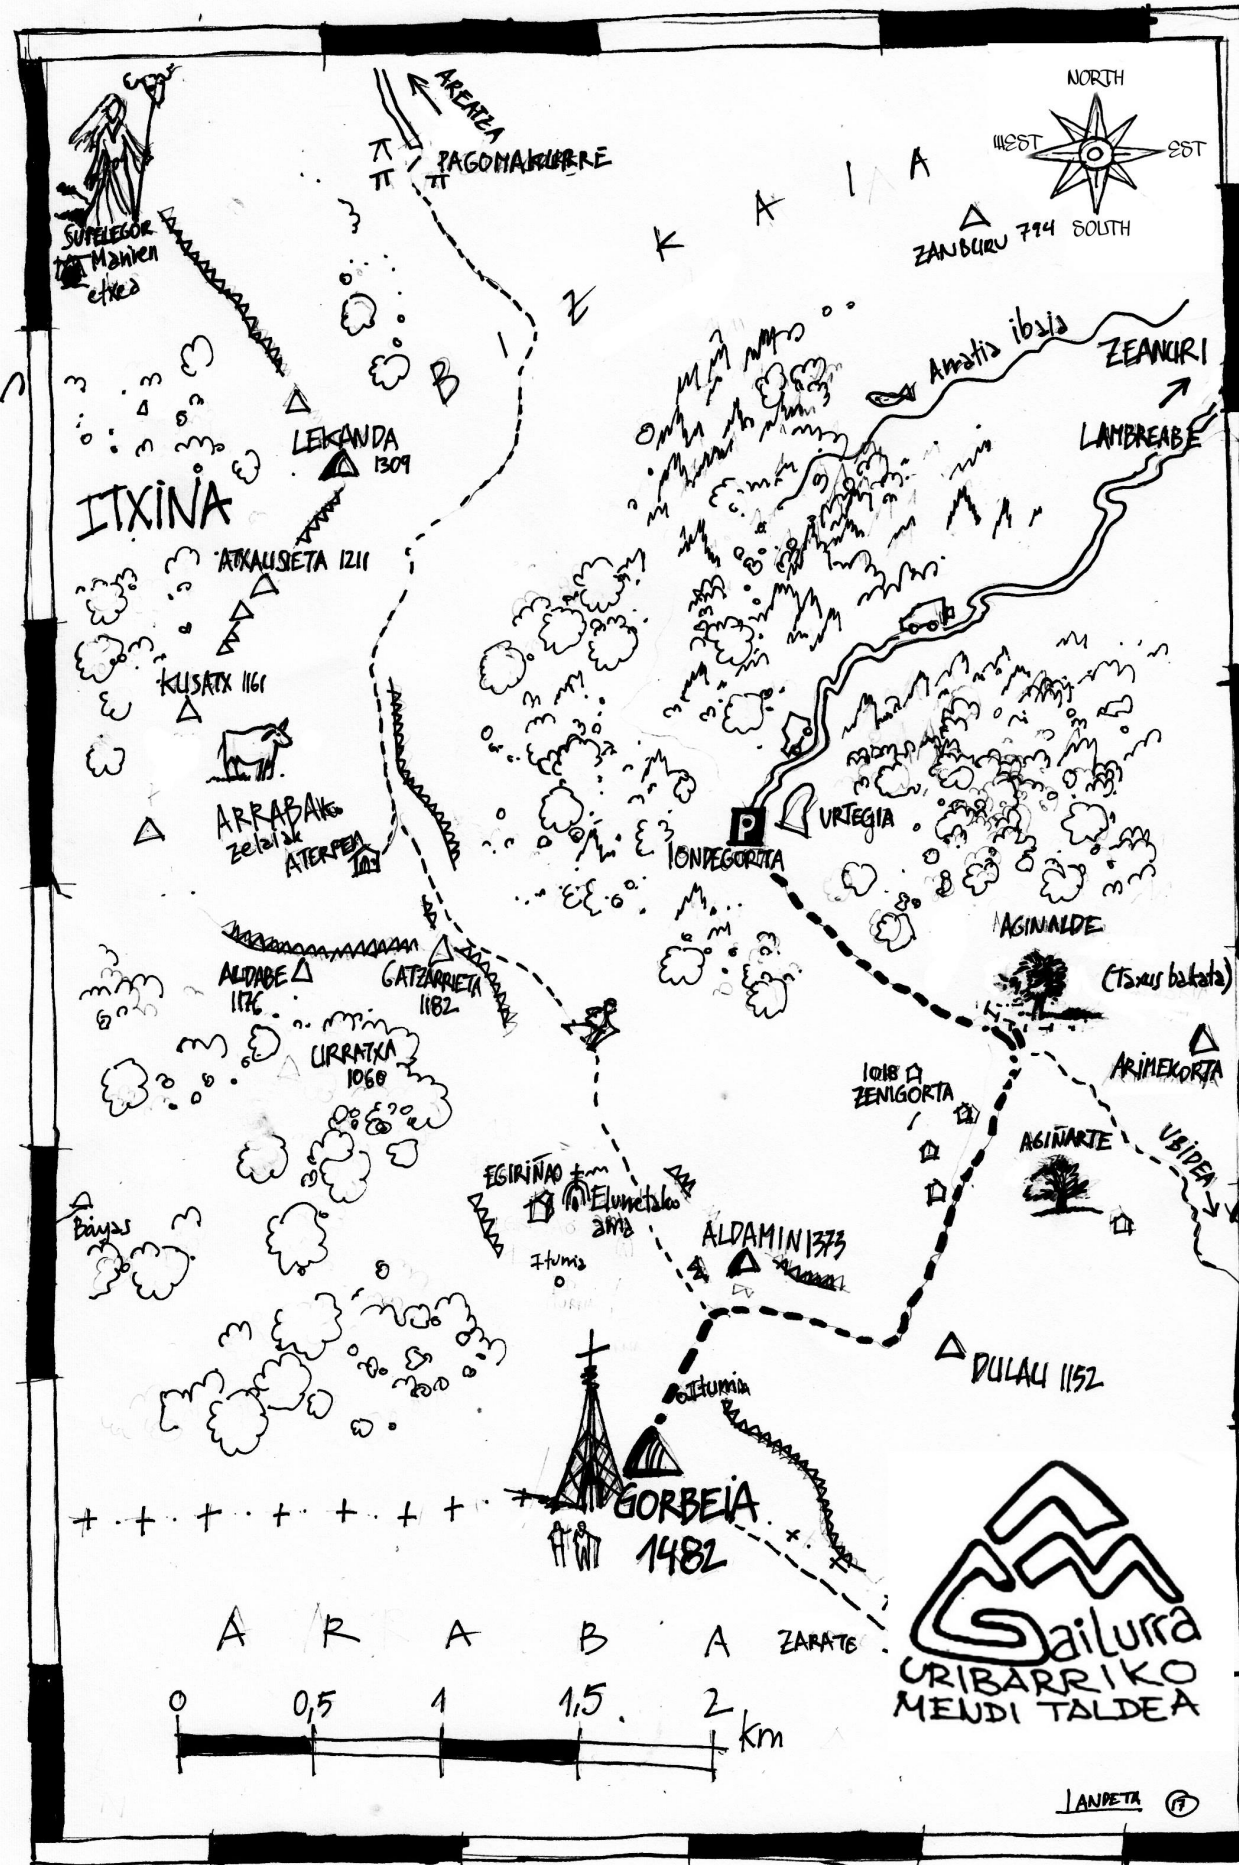 NORTH
WEST
EST
SOUTH
AREATZA
PAGOMAKURRE
B I Z K A I A
ZANBURU 794
SUPELEGOR
Mariren
etxea
Arratia ibaia
ZEANURI
LAMBREABE
LEKANDA
1309
ITXINA
ATXAUSIETA 1211
KUSATX 1161
ARRABAKO
zelaiak
ATERPEA
P
IONDEGORTA
URTEGIA
AGINALDE
(Taxus bakata)
ALDABE
1176
GATZARRIETA
1182
URRATXA
1060
ARIMEKORTA
1018
ZENIGORTA
AGIÑARTE
UBIDEA
EGIRIÑAO
Elurretako
ama
Iturria
Bayas
ALDAMIN 1373
DULAU 1152
Iturria
GORBEIA
1482
A R A B A
ZARATE
Gailurra
URIBARRIKO
MENDI TALDEA
0 0,5 1 1,5 2
km
LANDETA 17